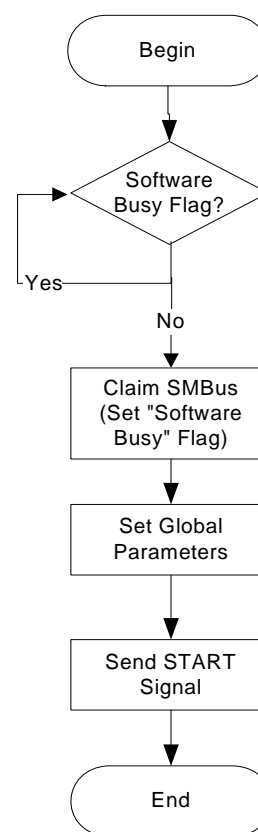 Begin
Software
Busy Flag?
Yes
No
Claim SMBus
(Set "Software
Busy" Flag)
Set Global
Parameters
Send START
Signal
End